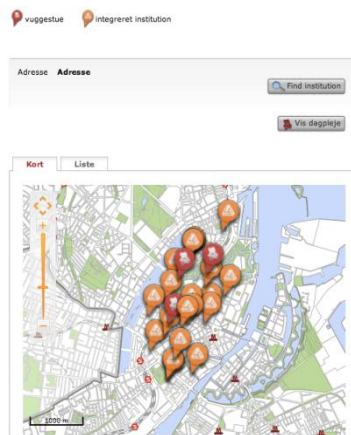 vuggestue integreret institution
Adresse Adresse
Find institution
Vis dagpleje
Kort Liste
1000 m